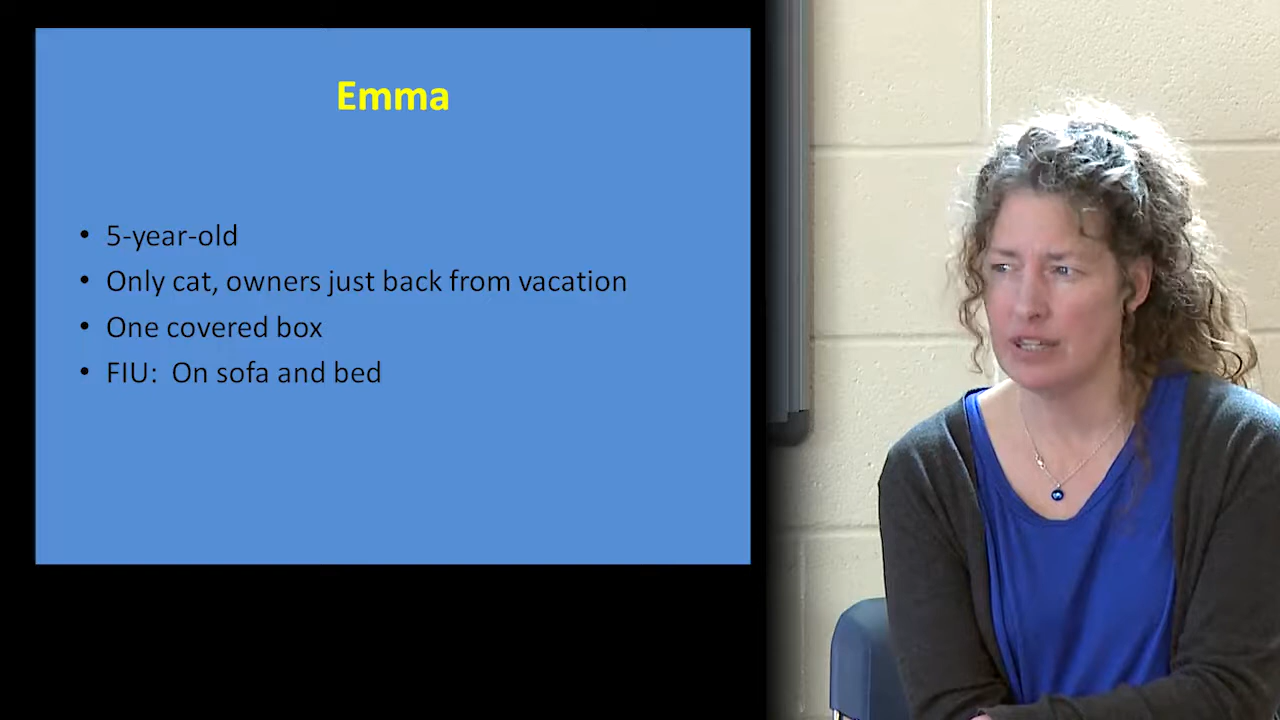 Emma
• 5-year-old
• Only cat, owners just back from vacation
• One covered box
• FIU: On sofa and bed